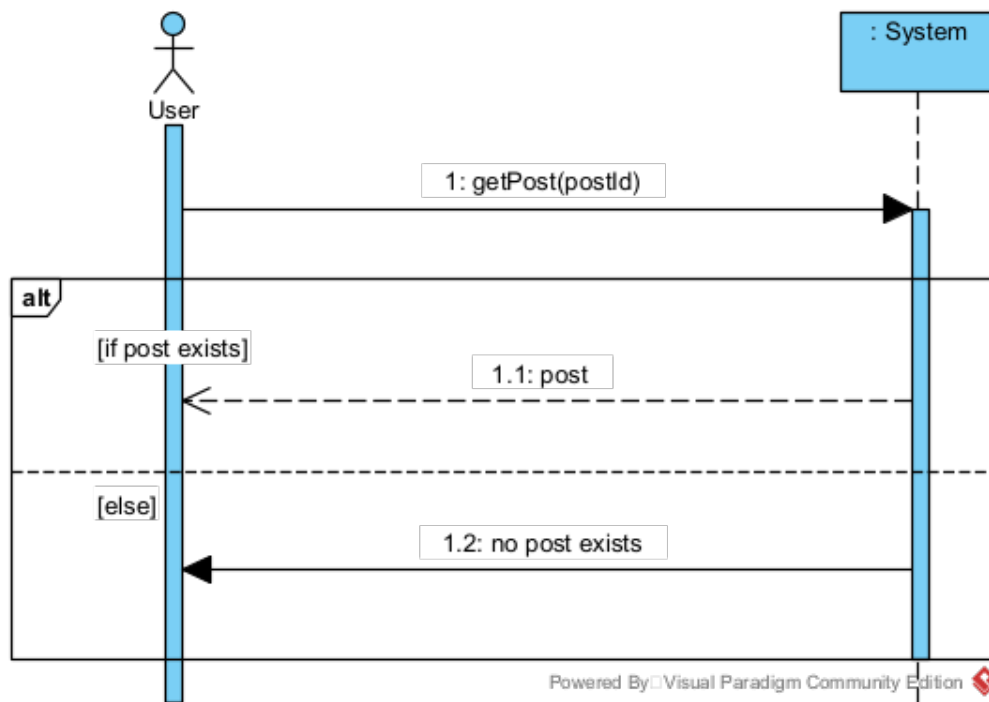 : System
User
1: getPost(postId)
alt
[if post exists]
1.1: post
[else]
1.2: no post exists
Powered By Visual Paradigm Community Edition